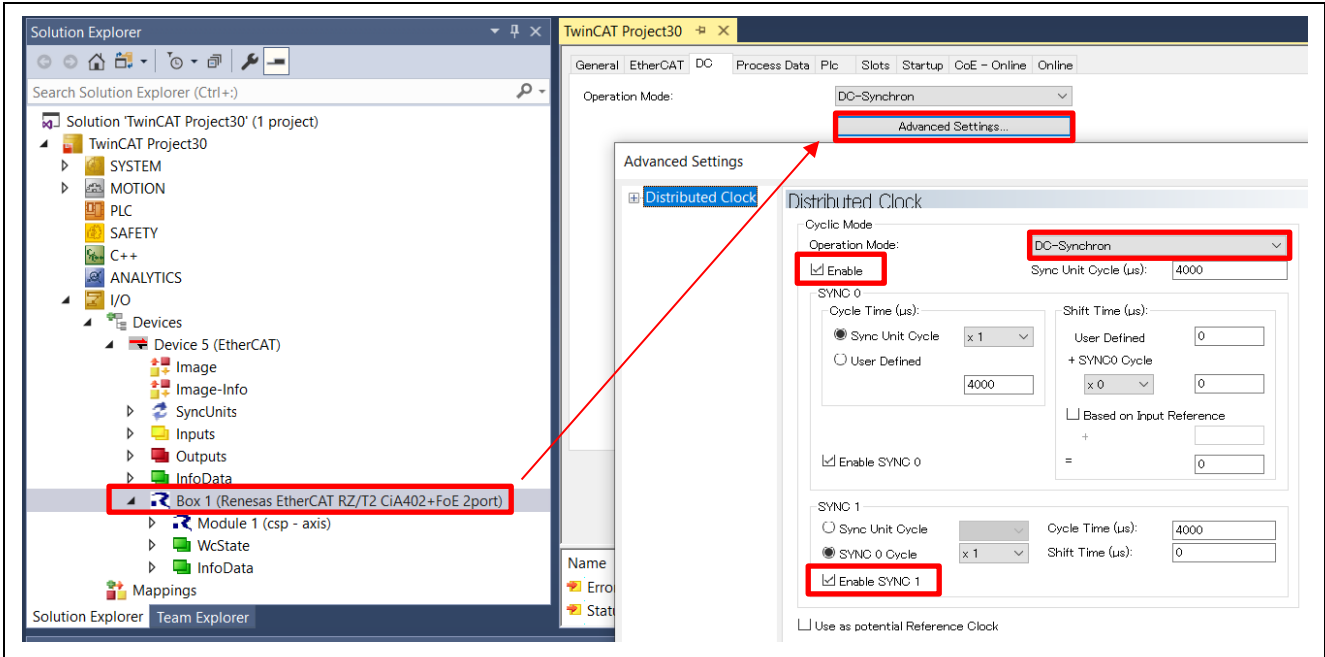 Solution Explorer
Search Solution Explorer (Ctrl+:)
Solution 'TwinCAT Project30' (1 project)
TwinCAT Project30
SYSTEM
MOTION
PLC
SAFETY
C++
ANALYTICS
I/O
Devices
Device 5 (EtherCAT)
Image
Image-Info
SyncUnits
Inputs
Outputs
InfoData
Box 1 (Renesas EtherCAT RZ/T2 CiA402+FoE 2port)
Module 1 (csp - axis)
WcState
InfoData
Mappings
Solution Explorer Team Explorer
TwinCAT Project30
General EtherCAT DC Process Data Plc Slots Startup CoE - Online Online
Operation Mode: DC-Synchron
Advanced Settings...
Advanced Settings
Distributed Clock
Distributed Clock
Cyclic Mode
Operation Mode: DC-Synchron
Enable Sync Unit Cycle (µs): 4000
SYNC 0
Cycle Time (µs): Shift Time (µs):
Sync Unit Cycle x 1 User Defined 0
User Defined + SYNC0 Cycle
4000 x 0 0
Based on Input Reference
+
Enable SYNC 0 = 0
SYNC 1
Sync Unit Cycle Cycle Time (µs): 4000
SYNC 0 Cycle x 1 Shift Time (µs): 0
Enable SYNC 1
Use as potential Reference Clock
Name